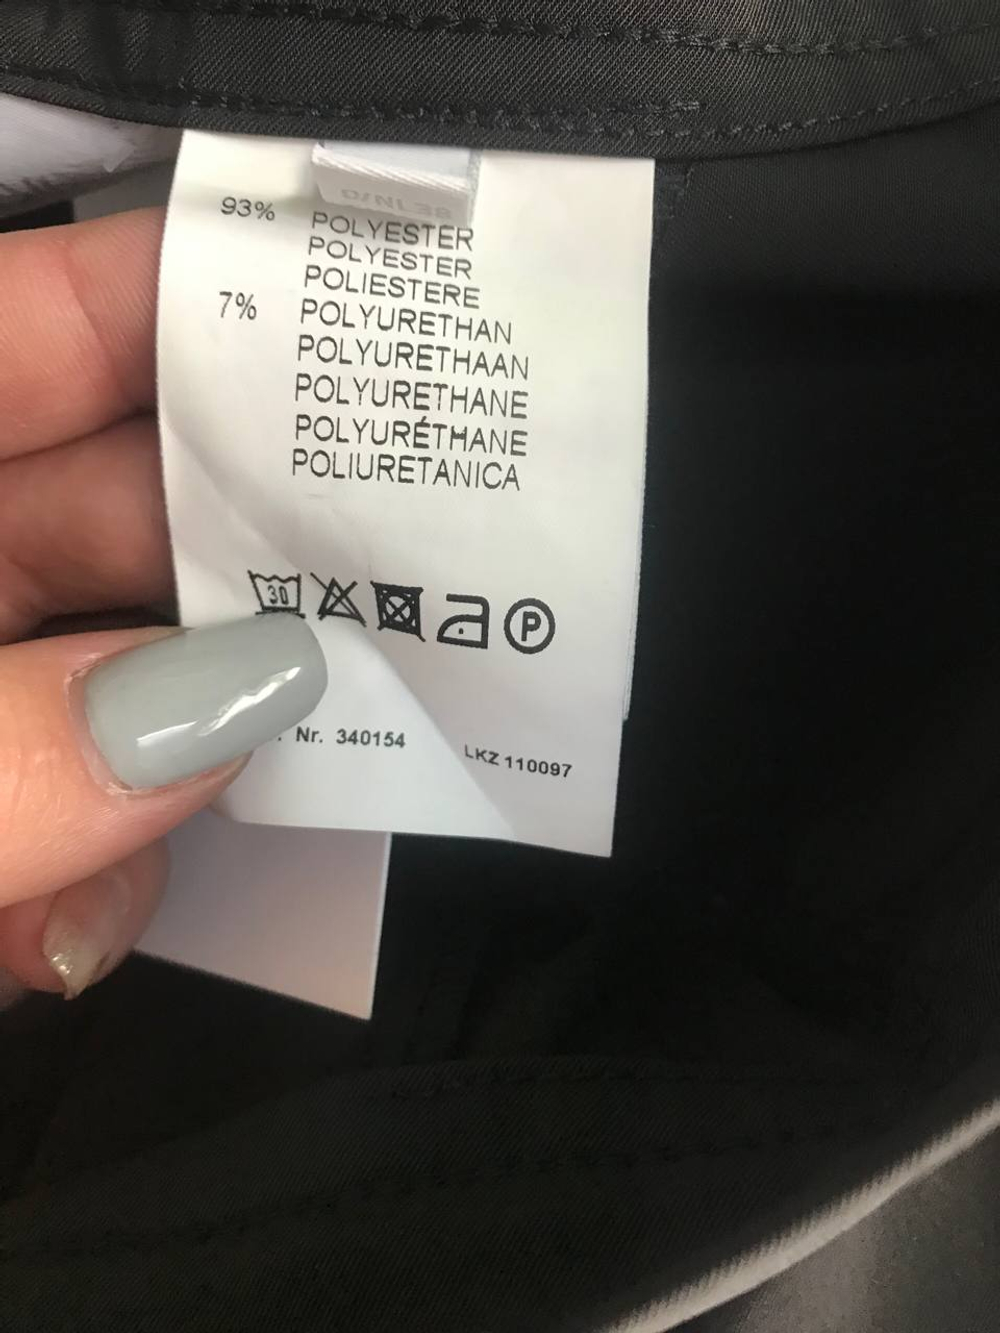 93% POLYESTER
POLYESTER
POLIESTERE
7% POLYURETHAN
POLYURETHAAN
POLYURETHANE
POLYURÉTHANE
POLIURETANICA
30
P
Nr. 340154
LKZ 110097